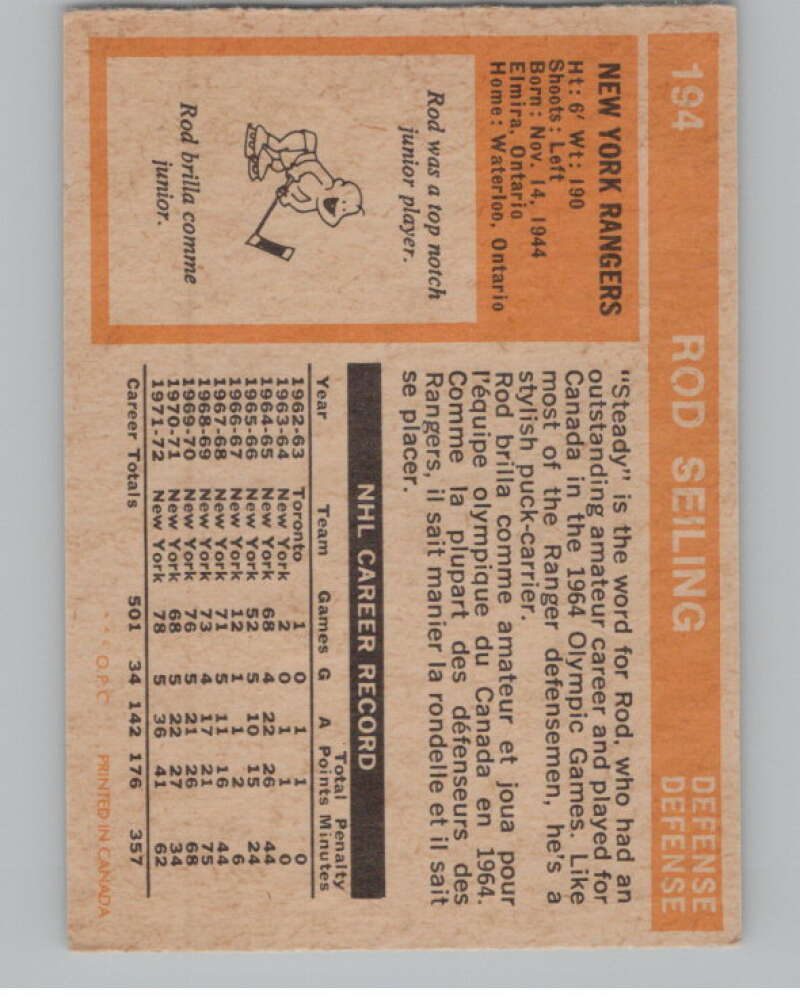 194 ROD SEILING DEFENSE
DEFENSE
NEW YORK RANGERS
Ht: 6' Wt: 190
Shoots: Left
Born: Nov. 14, 1944
Elmira, Ontario
Home: Waterloo, Ontario
Rod was a top notch
junior player.
Rod brilla comme
junior.
"Steady" is the word for Rod, who had an
outstanding amateur career and played for
Canada in the 1964 Olympic Games. Like
most of the Ranger defensemen, he's a
stylish puck-carrier.
Rod brilla comme amateur et joua pour
l'équipe olympique du Canada en 1964.
Comme la plupart des défenseurs des
Rangers, il sait manier la rondelle et il sait
se placer.
NHL CAREER RECORD
Total Penalty
Year Team Games G A Points Minutes
1962-63 Toronto 1 0 1 1 0
1963-64 New York 2 0 1 1 0
1964-65 New York 68 4 22 26 44
1965-66 New York 52 5 10 15 24
1966-67 New York 12 1 1 2 6
1967-68 New York 71 5 11 16 44
1968-69 New York 73 4 17 21 75
1969-70 New York 76 5 21 26 68
1970-71 New York 68 5 22 27 34
1971-72 New York 78 5 36 41 62
Career Totals 501 34 142 176 357
* * O.P.C. PRINTED IN CANADA